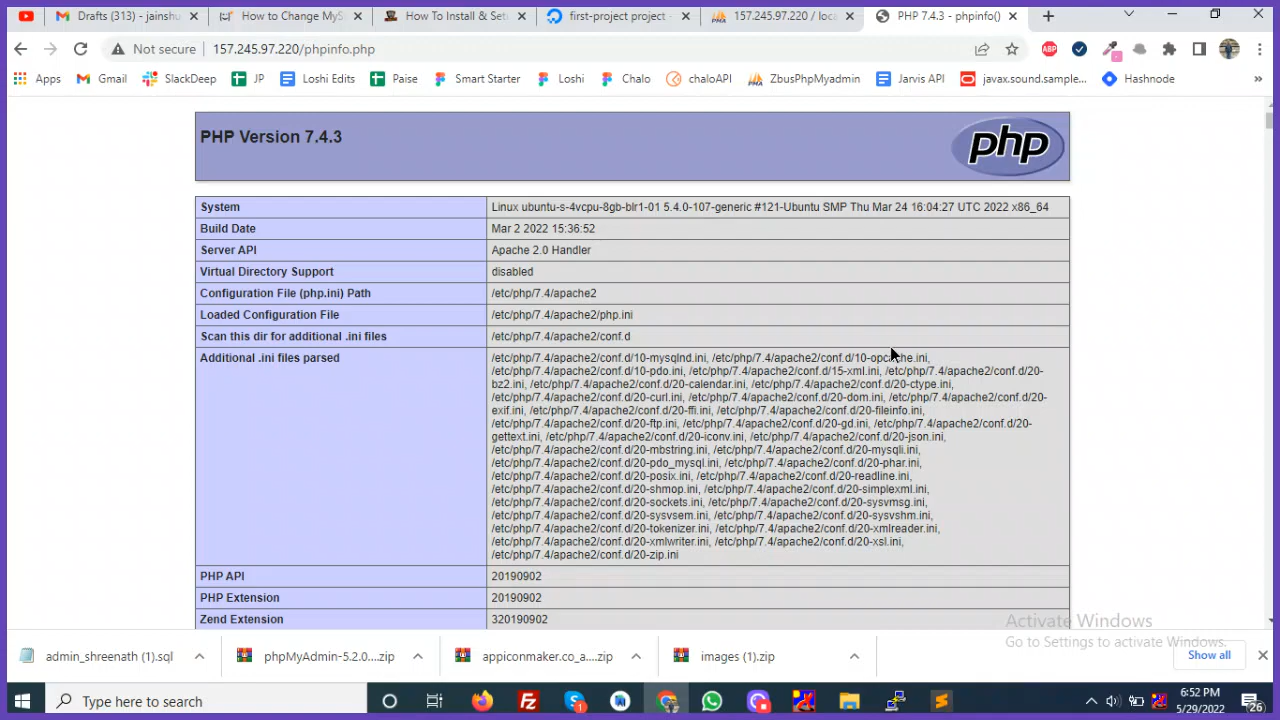 Drafts (313) - jainshu
How to Change MyS
How To Install & Set
first-project project -
157.245.97.220 / loca
PHP 7.4.3 - phpinfo()
Not secure
157.245.97.220/phpinfo.php
ABP
Apps
Gmail
SlackDeep
JP
Loshi Edits
Paise
Smart Starter
Loshi
Chalo
chaloAPI
ZbusPhpMyadmin
Jarvis API
javax.sound.sample...
Hashnode
»
PHP Version 7.4.3
php
System
Linux ubuntu-s-4vcpu-8gb-blr1-01 5.4.0-107-generic #121-Ubuntu SMP Thu Mar 24 16:04:27 UTC 2022 x86_64
Build Date
Mar 2 2022 15:36:52
Server API
Apache 2.0 Handler
Virtual Directory Support
disabled
Configuration File (php.ini) Path
/etc/php/7.4/apache2
Loaded Configuration File
/etc/php/7.4/apache2/php.ini
Scan this dir for additional .ini files
/etc/php/7.4/apache2/conf.d
Additional .ini files parsed
/etc/php/7.4/apache2/conf.d/10-mysqlnd.ini, /etc/php/7.4/apache2/conf.d/10-opcache.ini,
/etc/php/7.4/apache2/conf.d/10-pdo.ini, /etc/php/7.4/apache2/conf.d/15-xml.ini, /etc/php/7.4/apache2/conf.d/20-
bz2.ini, /etc/php/7.4/apache2/conf.d/20-calendar.ini, /etc/php/7.4/apache2/conf.d/20-ctype.ini,
/etc/php/7.4/apache2/conf.d/20-curl.ini, /etc/php/7.4/apache2/conf.d/20-dom.ini, /etc/php/7.4/apache2/conf.d/20-
exif.ini, /etc/php/7.4/apache2/conf.d/20-ffi.ini, /etc/php/7.4/apache2/conf.d/20-fileinfo.ini,
/etc/php/7.4/apache2/conf.d/20-ftp.ini, /etc/php/7.4/apache2/conf.d/20-gd.ini, /etc/php/7.4/apache2/conf.d/20-
gettext.ini, /etc/php/7.4/apache2/conf.d/20-iconv.ini, /etc/php/7.4/apache2/conf.d/20-json.ini,
/etc/php/7.4/apache2/conf.d/20-mbstring.ini, /etc/php/7.4/apache2/conf.d/20-mysqli.ini,
/etc/php/7.4/apache2/conf.d/20-pdo_mysql.ini, /etc/php/7.4/apache2/conf.d/20-phar.ini,
/etc/php/7.4/apache2/conf.d/20-posix.ini, /etc/php/7.4/apache2/conf.d/20-readline.ini,
/etc/php/7.4/apache2/conf.d/20-shmop.ini, /etc/php/7.4/apache2/conf.d/20-simplexml.ini,
/etc/php/7.4/apache2/conf.d/20-sockets.ini, /etc/php/7.4/apache2/conf.d/20-sysvmsg.ini,
/etc/php/7.4/apache2/conf.d/20-sysvsem.ini, /etc/php/7.4/apache2/conf.d/20-sysvshm.ini,
/etc/php/7.4/apache2/conf.d/20-tokenizer.ini, /etc/php/7.4/apache2/conf.d/20-xmlreader.ini,
/etc/php/7.4/apache2/conf.d/20-xmlwriter.ini, /etc/php/7.4/apache2/conf.d/20-xsl.ini,
/etc/php/7.4/apache2/conf.d/20-zip.ini
PHP API
20190902
PHP Extension
20190902
Zend Extension
320190902
Activate Windows
Go to Settings to activate Windows.
admin_shreenath (1).sql
phpMyAdmin-5.2.0....zip
appiconmaker.co_a....zip
images (1).zip
Show all
Type here to search
6:52 PM
5/29/2022
26